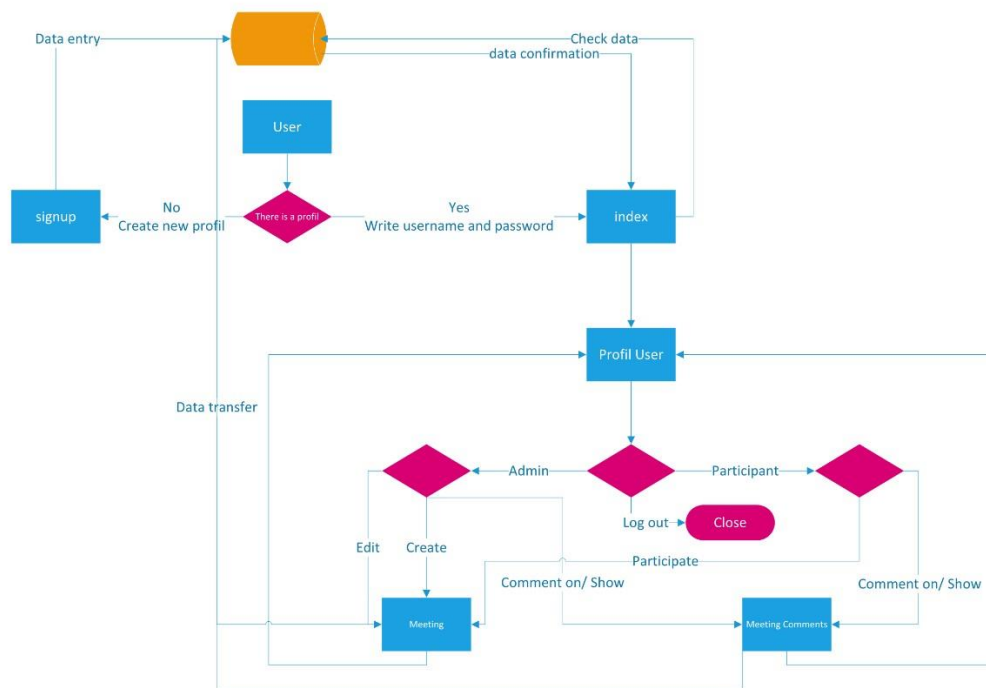 Data entry
Check data
data confirmation
User
signup
No
Create new profil
There is a profil
Yes
Write username and password
index
Profil User
Data transfer
Admin
Participant
Log out
Close
Edit
Create
Participate
Comment on/ Show
Comment on/ Show
Meeting
Meeting Comments